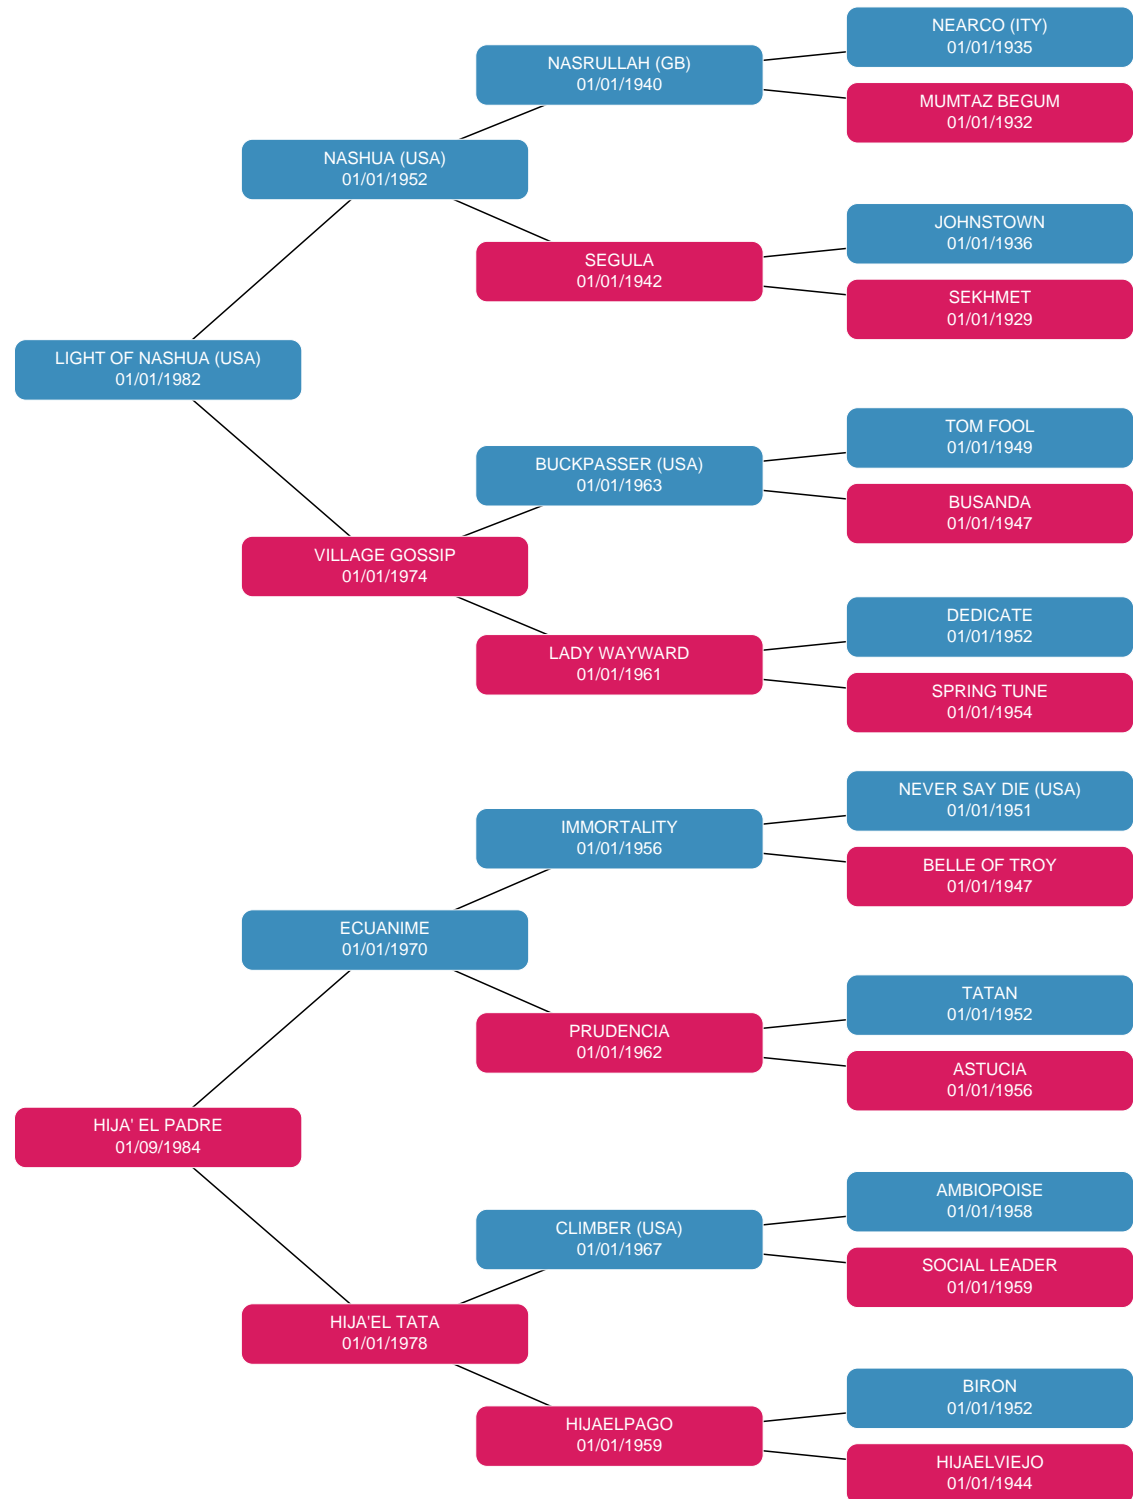 NEARCO (ITY)
01/01/1935
NASRULLAH (GB)
01/01/1940
MUMTAZ BEGUM
01/01/1932
NASHUA (USA)
01/01/1952
JOHNSTOWN
01/01/1936
SEGULA
01/01/1942
SEKHMET
01/01/1929
LIGHT OF NASHUA (USA)
01/01/1982
TOM FOOL
01/01/1949
BUCKPASSER (USA)
01/01/1963
BUSANDA
01/01/1947
VILLAGE GOSSIP
01/01/1974
DEDICATE
01/01/1952
LADY WAYWARD
01/01/1961
SPRING TUNE
01/01/1954
NEVER SAY DIE (USA)
01/01/1951
IMMORTALITY
01/01/1956
BELLE OF TROY
01/01/1947
ECUANIME
01/01/1970
TATAN
01/01/1952
PRUDENCIA
01/01/1962
ASTUCIA
01/01/1956
HIJA' EL PADRE
01/09/1984
AMBIOPOISE
01/01/1958
CLIMBER (USA)
01/01/1967
SOCIAL LEADER
01/01/1959
HIJA'EL TATA
01/01/1978
BIRON
01/01/1952
HIJAELPAGO
01/01/1959
HIJAELVIEJO
01/01/1944